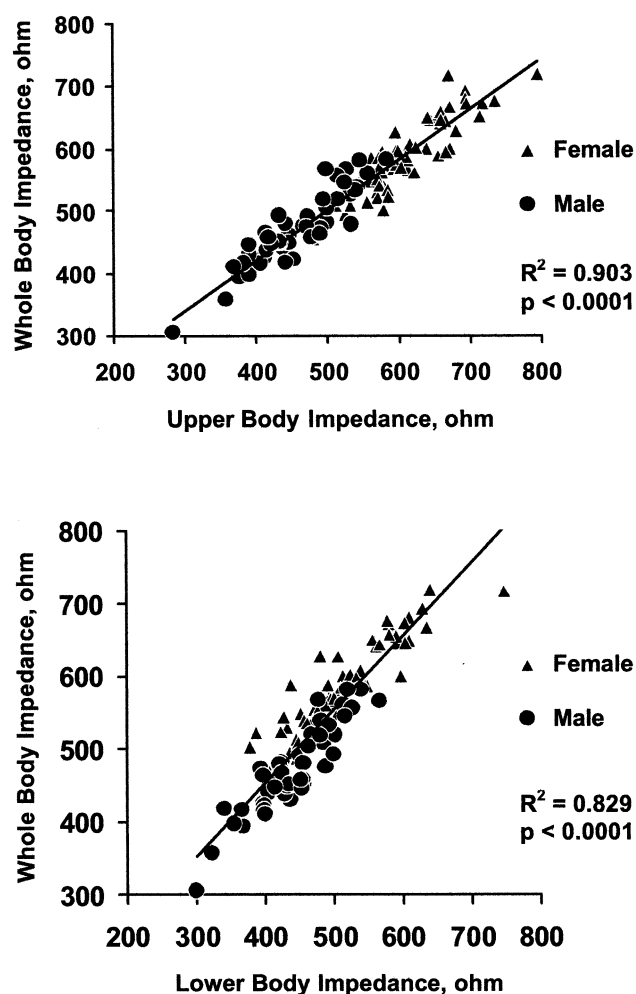 800
700
600
500
400
300
Whole Body Impedance, ohm
200 300 400 500 600 700 800
Upper Body Impedance, ohm
Female
Male
R² = 0.903
p < 0.0001
800
700
600
500
400
300
Whole Body Impedance, ohm
200 300 400 500 600 700 800
Lower Body Impedance, ohm
Female
Male
R² = 0.829
p < 0.0001